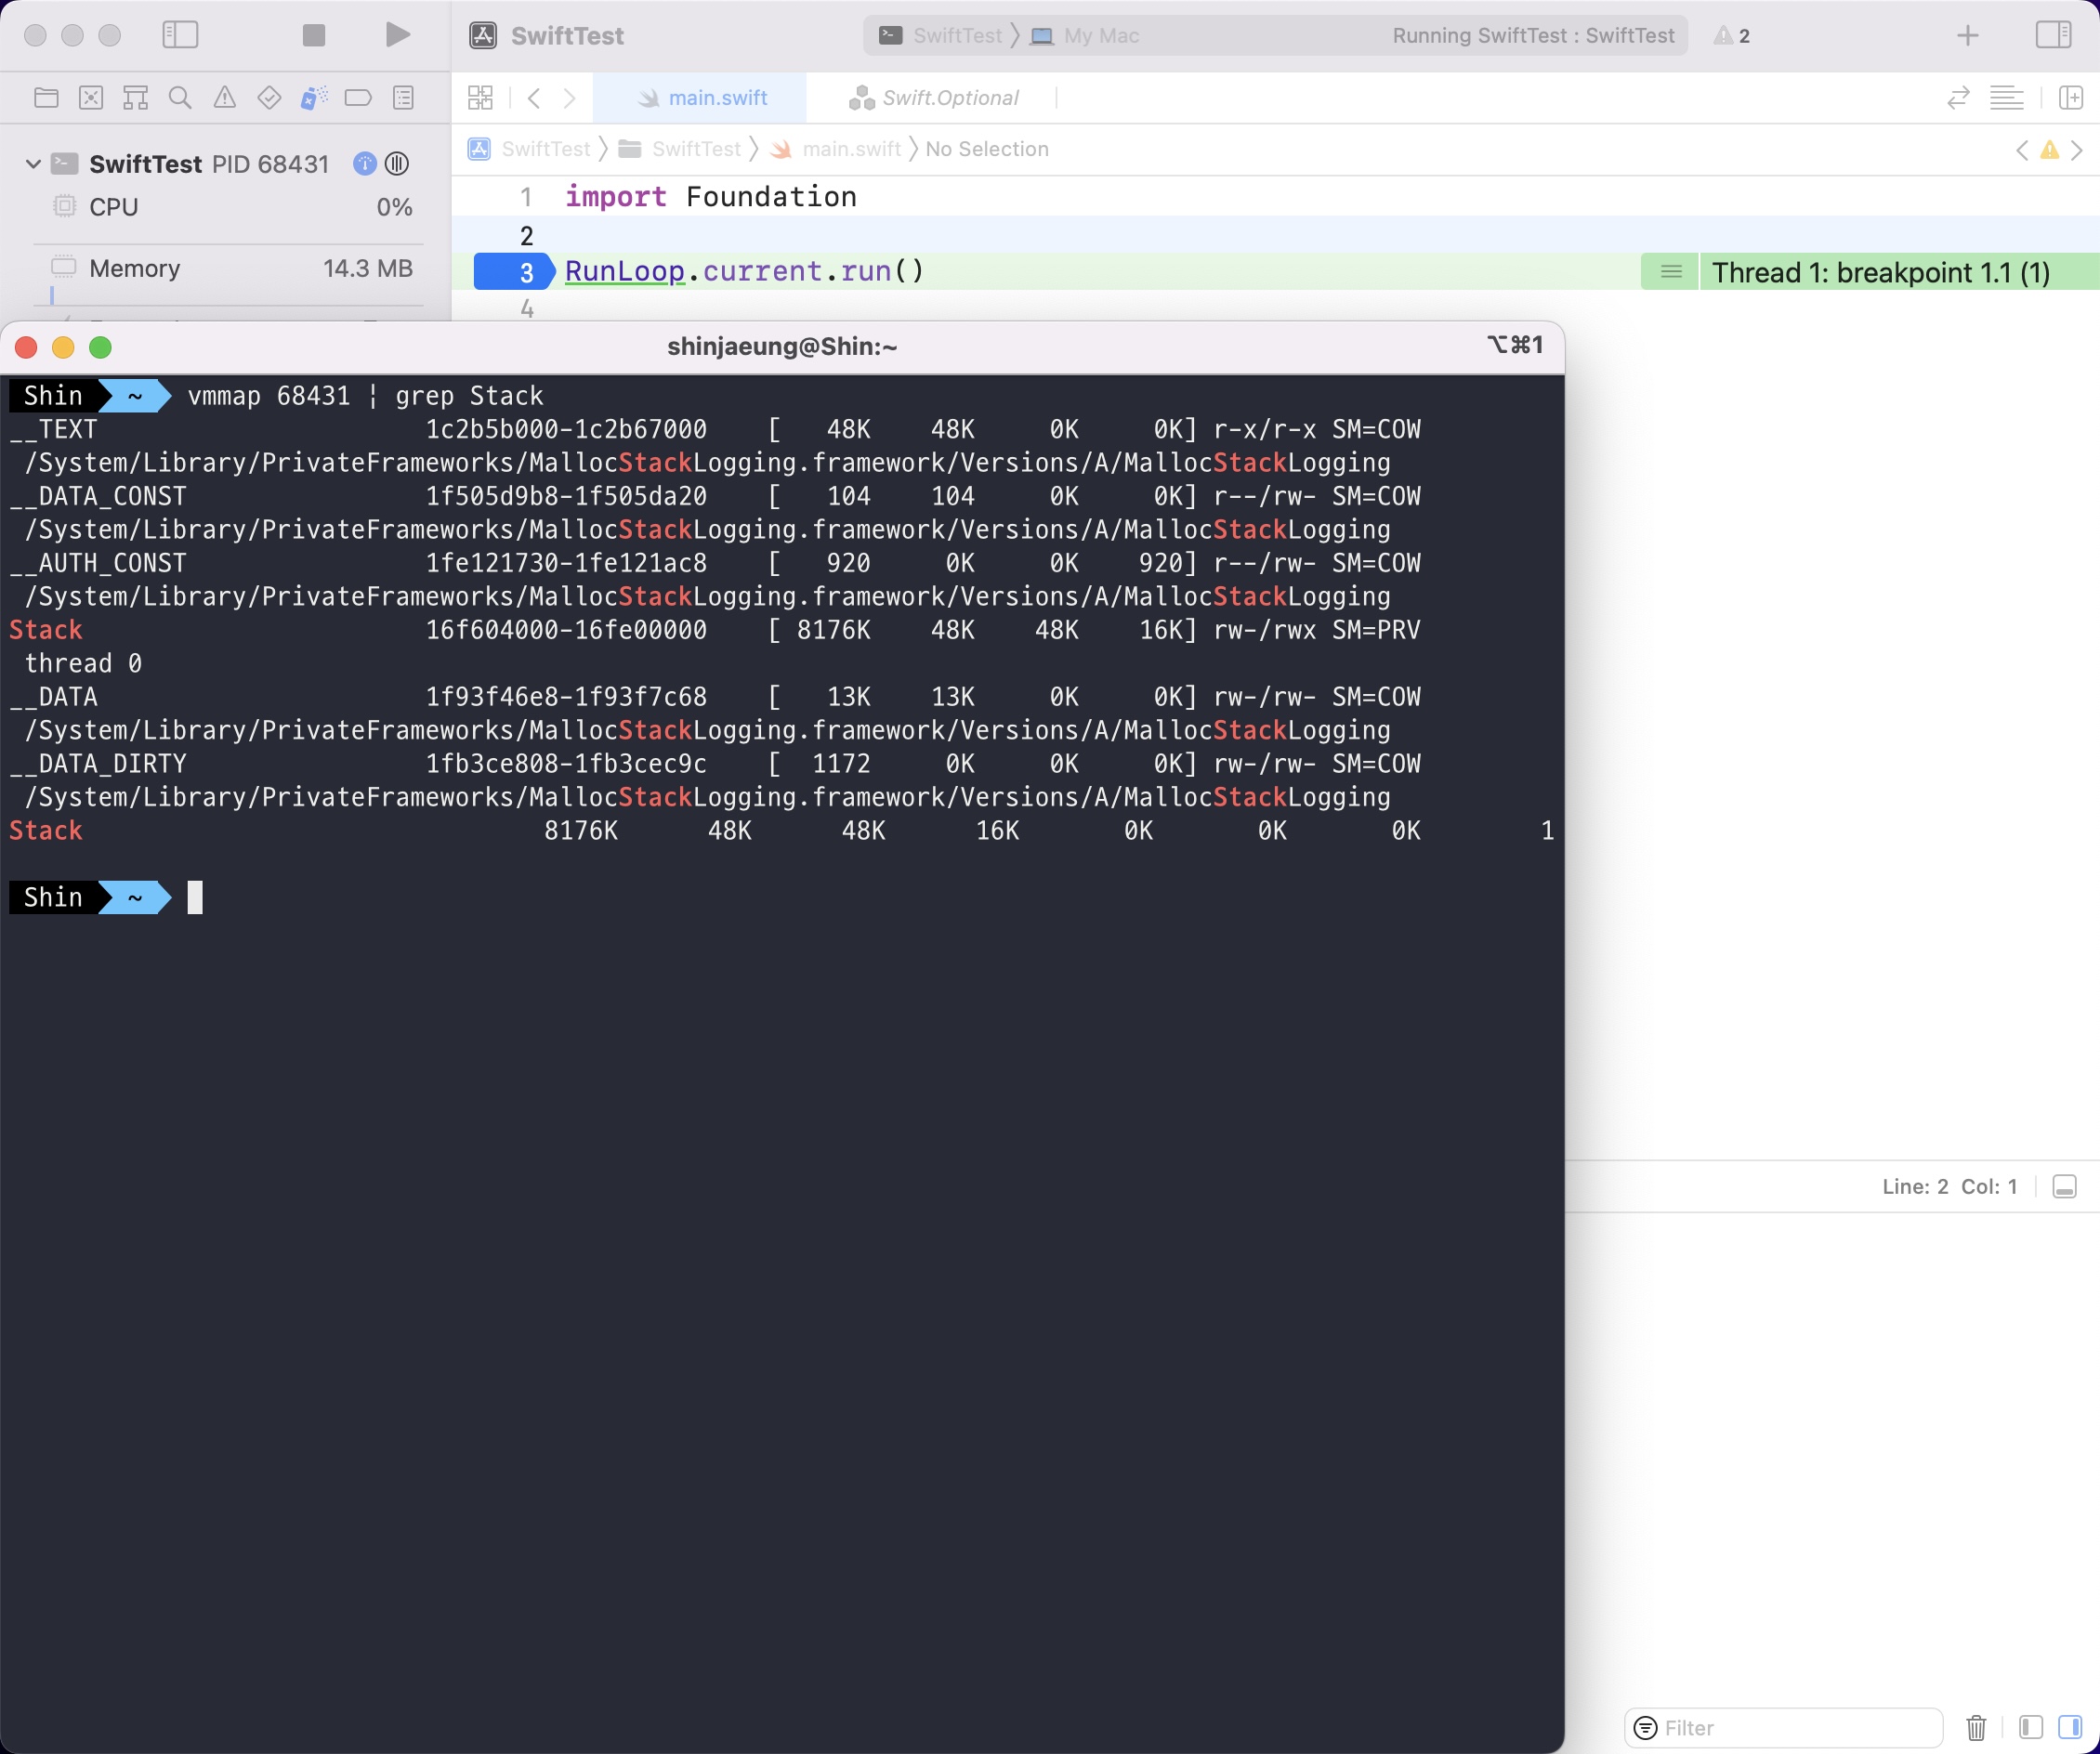 SwiftTest
SwiftTest My Mac Running SwiftTest : SwiftTest 2
main.swift Swift.Optional
SwiftTest PID 68431
SwiftTest SwiftTest main.swift No Selection
CPU 0%
Memory 14.3 MB
1 import Foundation
2
3 RunLoop.current.run() Thread 1: breakpoint 1.1 (1)
4
shinjaeung@Shin:~ ⌥⌘1
Shin ~ vmmap 68431 | grep Stack
__TEXT 1c2b5b000-1c2b67000 [ 48K 48K 0K 0K] r-x/r-x SM=COW
/System/Library/PrivateFrameworks/MallocStackLogging.framework/Versions/A/MallocStackLogging
__DATA_CONST 1f505d9b8-1f505da20 [ 104 104 0K 0K] r--/rw- SM=COW
/System/Library/PrivateFrameworks/MallocStackLogging.framework/Versions/A/MallocStackLogging
__AUTH_CONST 1fe121730-1fe121ac8 [ 920 0K 0K 920] r--/rw- SM=COW
/System/Library/PrivateFrameworks/MallocStackLogging.framework/Versions/A/MallocStackLogging
Stack 16f604000-16fe00000 [ 8176K 48K 48K 16K] rw-/rwx SM=PRV
thread 0
__DATA 1f93f46e8-1f93f7c68 [ 13K 13K 0K 0K] rw-/rw- SM=COW
/System/Library/PrivateFrameworks/MallocStackLogging.framework/Versions/A/MallocStackLogging
__DATA_DIRTY 1fb3ce808-1fb3cec9c [ 1172 0K 0K 0K] rw-/rw- SM=COW
/System/Library/PrivateFrameworks/MallocStackLogging.framework/Versions/A/MallocStackLogging
Stack 8176K 48K 48K 16K 0K 0K 0K 1
Shin ~
Line: 2 Col: 1
Filter